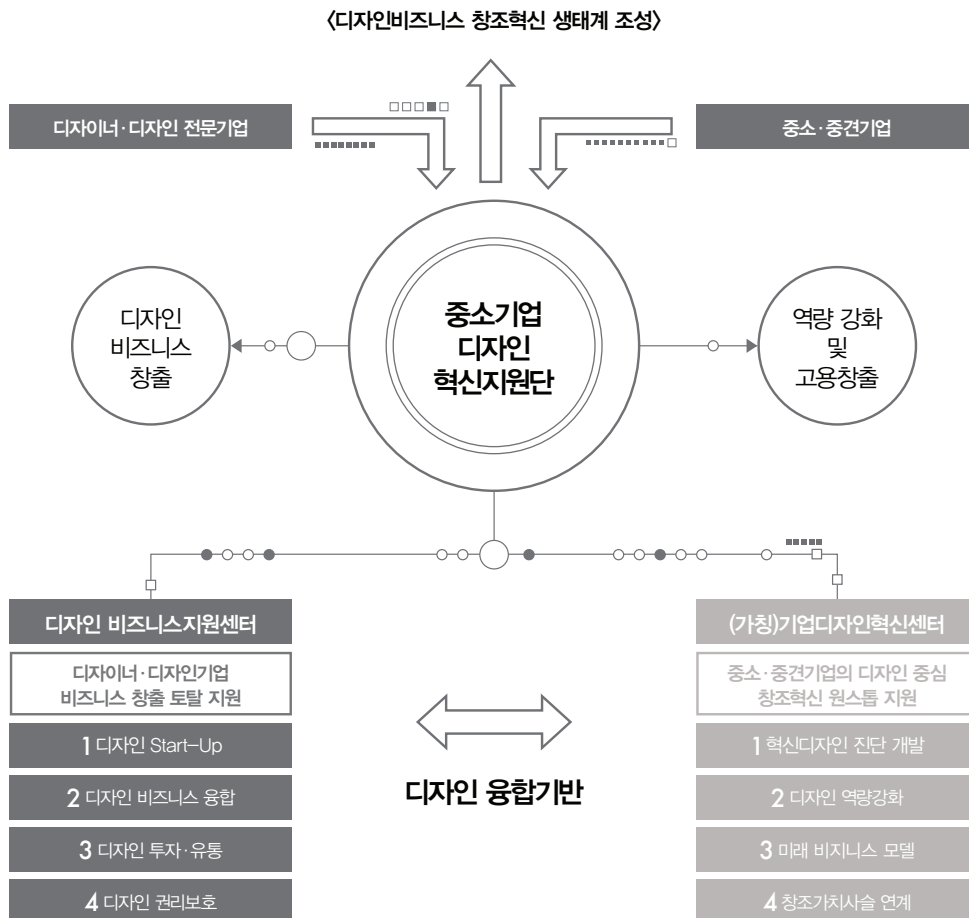 〈디자인비즈니스 창조혁신 생태계 조성〉
디자이너·디자인 전문기업
중소·중견기업
디자인
비즈니스
창출
중소기업
디자인
혁신지원단
역량 강화
및
고용창출
디자인 비즈니스지원센터
디자이너·디자인기업
비즈니스 창출 토탈 지원
1 디자인 Start-Up
2 디자인 비즈니스 융합
3 디자인 투자·유통
4 디자인 권리보호
디자인 융합기반
(가칭)기업디자인혁신센터
중소·중견기업의 디자인 중심
창조혁신 원스톱 지원
1 혁신디자인 진단 개발
2 디자인 역량강화
3 미래 비지니스 모델
4 창조가치사슬 연계